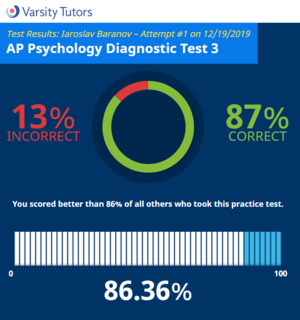 Varsity Tutors
Test Results: Iaroslav Baranov – Attempt #1 on 12/19/2019
AP Psychology Diagnostic Test 3
13% 87%
INCORRECT CORRECT
You scored better than 86% of all others who took this practice test.
0 100
86.36%